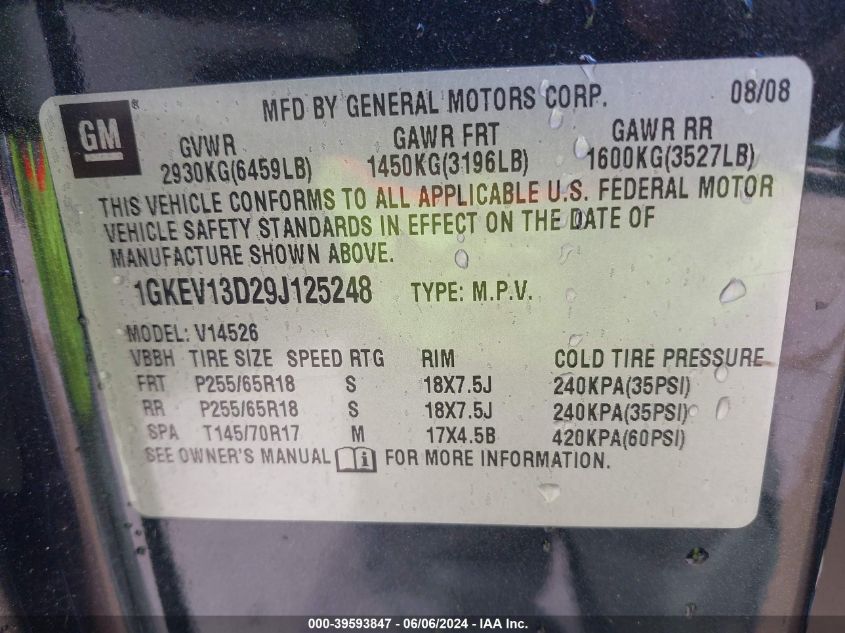 GM ®
MFD BY GENERAL MOTORS CORP. 08/08
GVWR GAWR FRT GAWR RR
2930KG(6459LB) 1450KG(3196LB) 1600KG(3527LB)
THIS VEHICLE CONFORMS TO ALL APPLICABLE U.S. FEDERAL MOTOR
VEHICLE SAFETY STANDARDS IN EFFECT ON THE DATE OF
MANUFACTURE SHOWN ABOVE.
1GKEV13D29J125248 TYPE: M.P.V.
MODEL: V14526
VBBH TIRE SIZE SPEED RTG RIM COLD TIRE PRESSURE
FRT P255/65R18 S 18X7.5J 240KPA(35PSI)
RR P255/65R18 S 18X7.5J 240KPA(35PSI)
SPA T145/70R17 M 17X4.5B 420KPA(60PSI)
SEE OWNER'S MANUAL i FOR MORE INFORMATION.
000-39593847 - 06/06/2024 - IAA Inc.